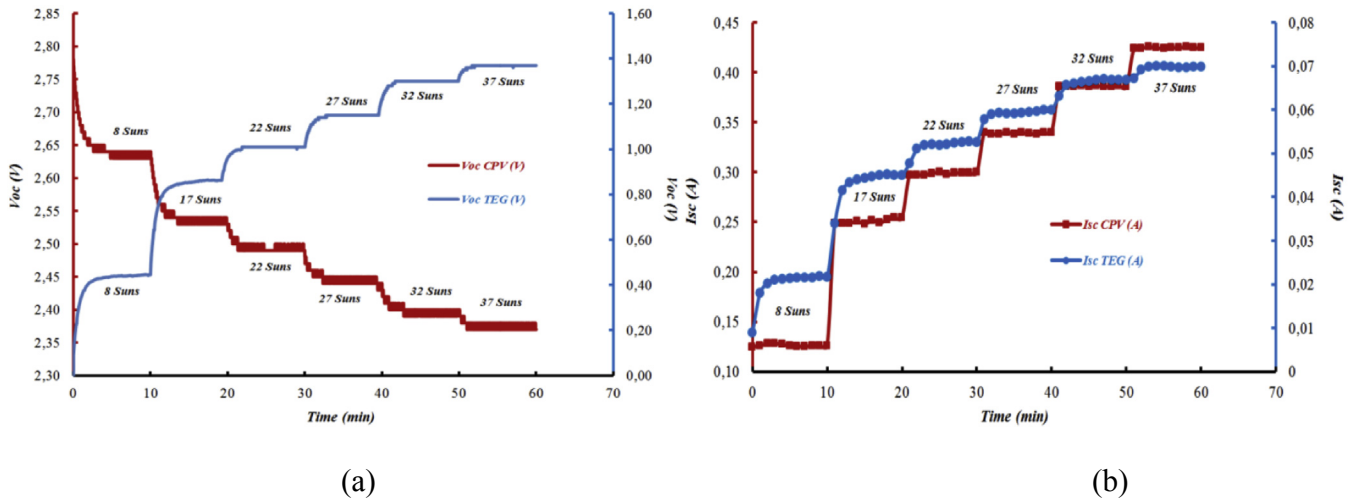 2,85
2,80
2,75
2,70
2,65
2,60
2,55
2,50
2,45
2,40
2,35
2,30
Voc (V)
1,60
1,40
1,20
1,00
0,80
0,60
0,40
0,20
0,00
Voc (V)
0 10 20 30 40 50 60 70
Time (min)
8 Suns
17 Suns
22 Suns
27 Suns
32 Suns
37 Suns
Voc CPV (V)
Voc TEG (V)
8 Suns
22 Suns
27 Suns
32 Suns
37 Suns
(a)
0,45
0,40
0,35
0,30
0,25
0,20
0,15
0,10
Isc (A)
0,08
0,07
0,06
0,05
0,04
0,03
0,02
0,01
0
Isc (A)
0 10 20 30 40 50 60 70
Time (min)
8 Suns
17 Suns
22 Suns
27 Suns
32 Suns
37 Suns
Isc CPV (A)
Isc TEG (A)
(b)